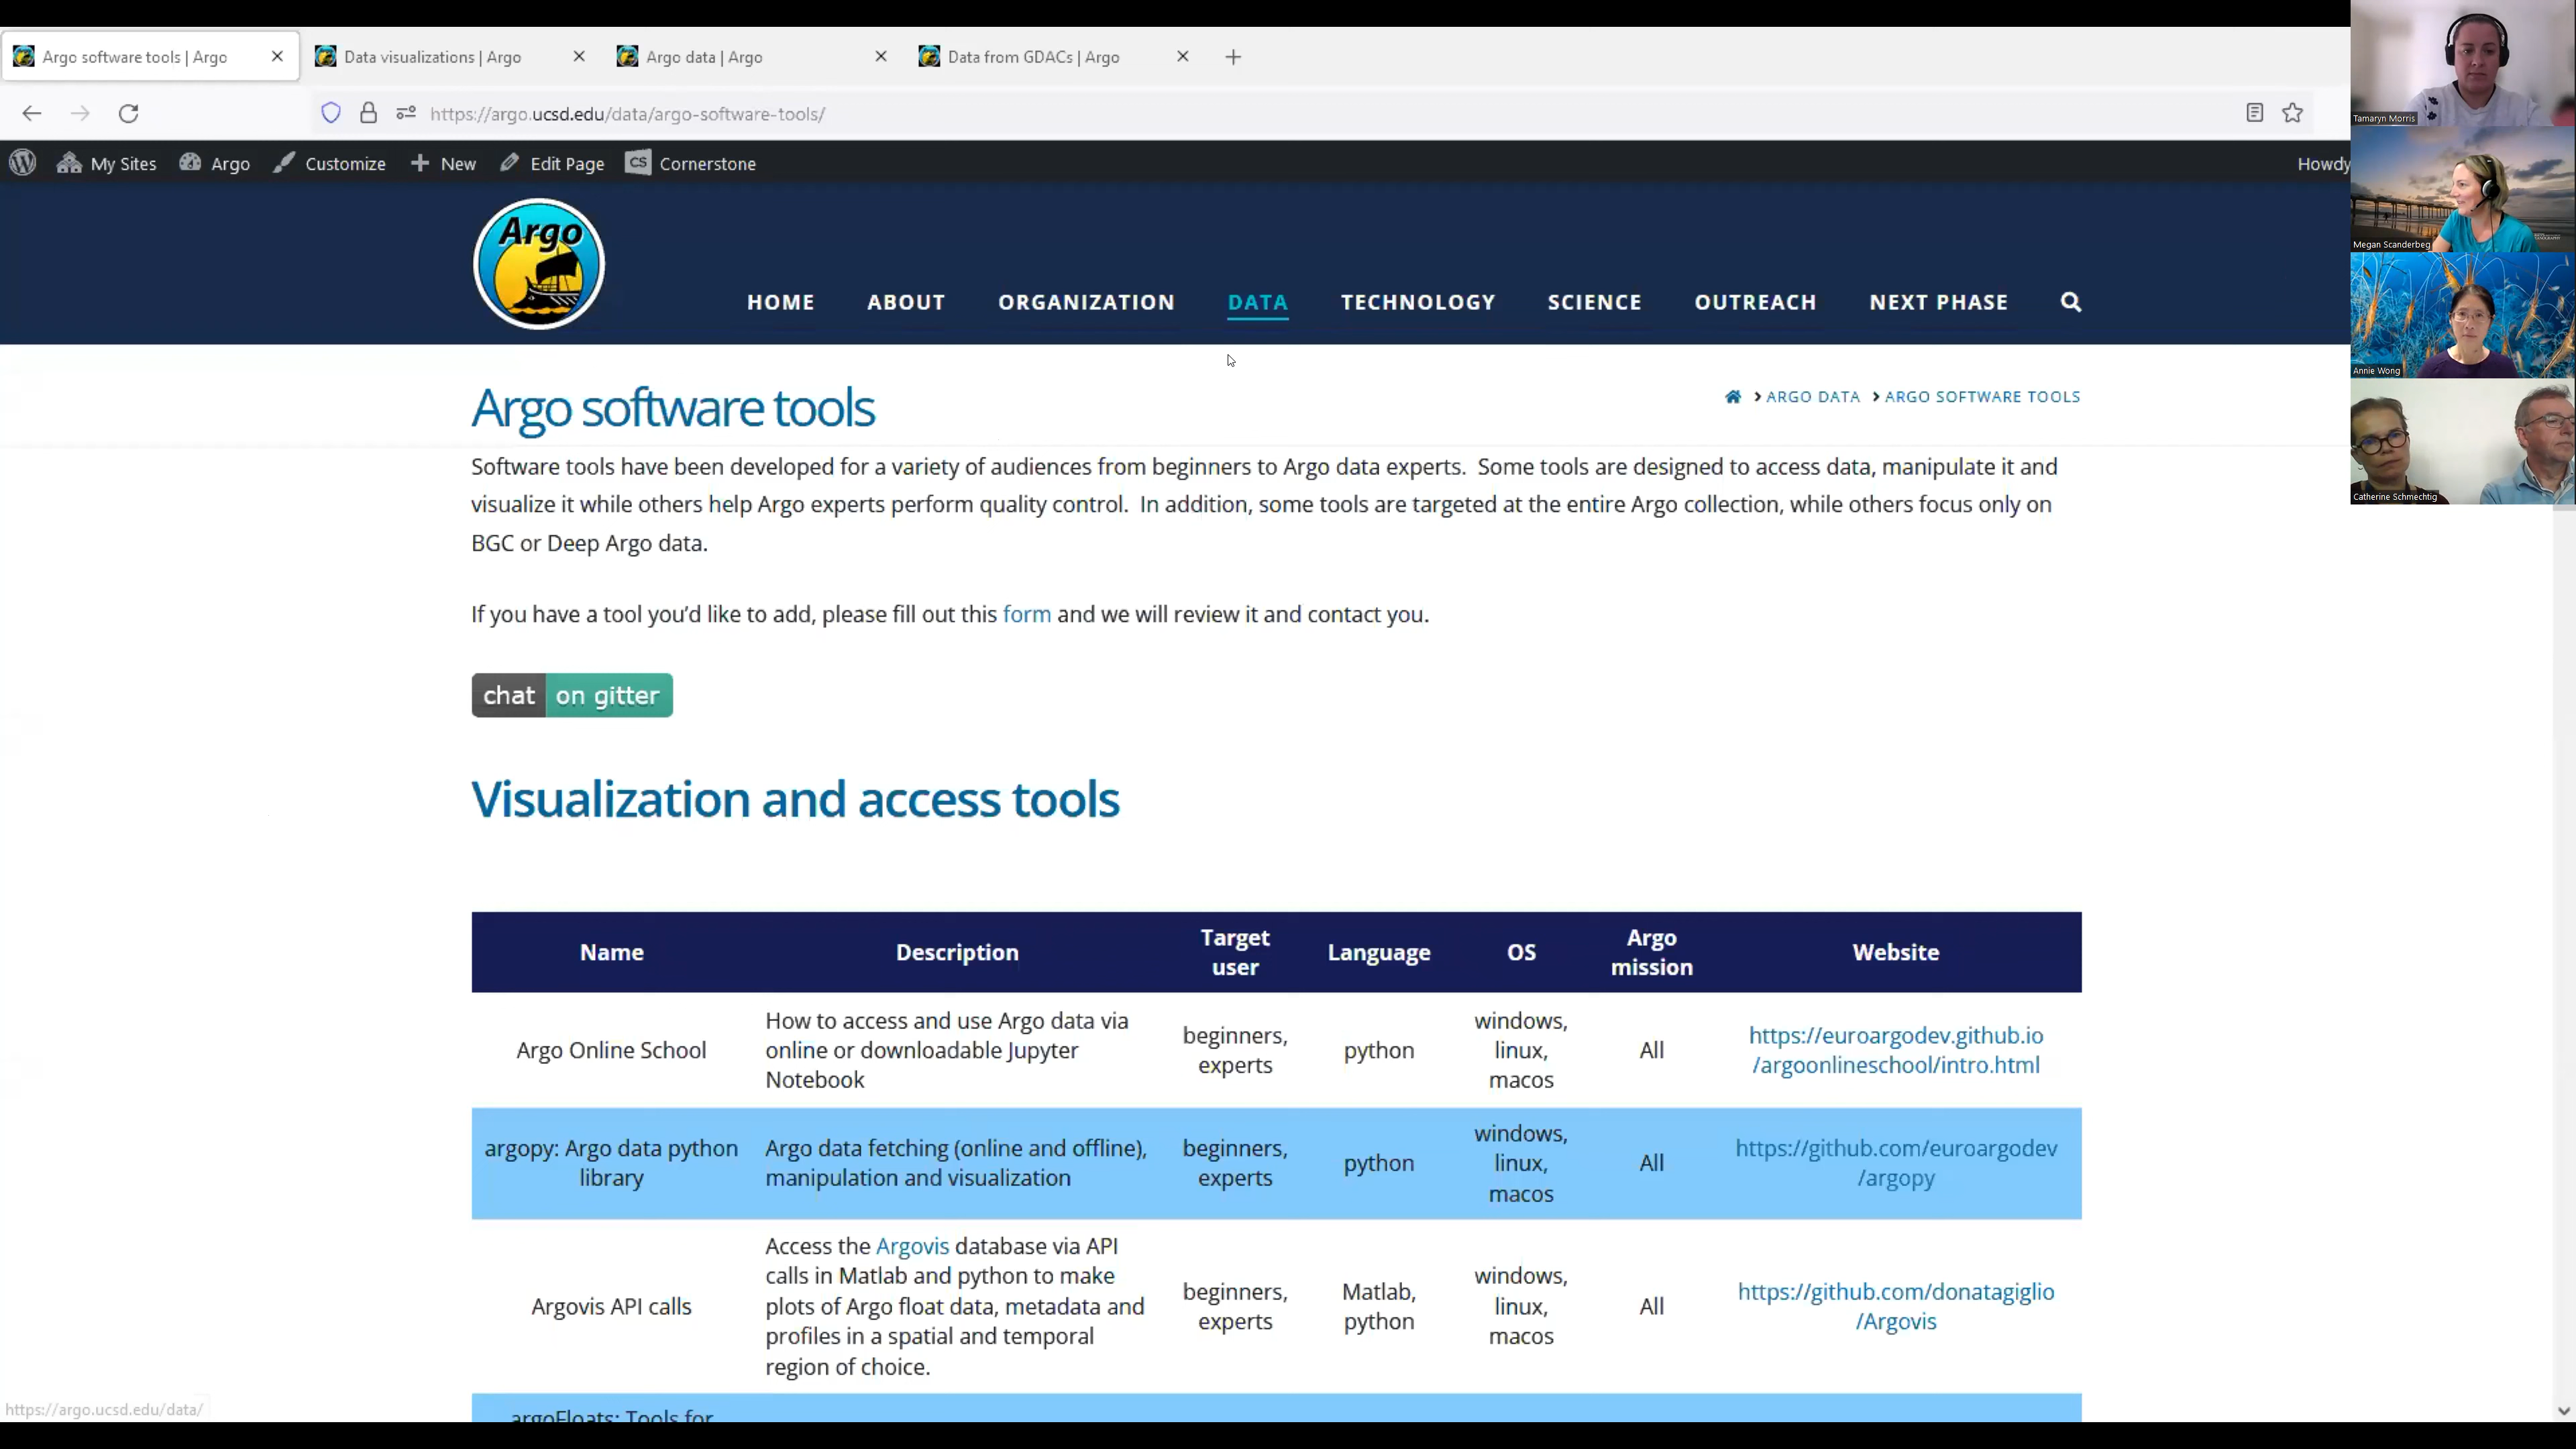 Argo software tools | Argo
Data visualizations | Argo
Argo data | Argo
Data from GDACs | Argo
https://argo.ucsd.edu/data/argo-software-tools/
My Sites
Argo
Customize
New
Edit Page
CS
Cornerstone
Howdy
Argo
HOME
ABOUT
ORGANIZATION
DATA
TECHNOLOGY
SCIENCE
OUTREACH
NEXT PHASE
Argo software tools
ARGO DATA
ARGO SOFTWARE TOOLS
Software tools have been developed for a variety of audiences from beginners to Argo data experts. Some tools are designed to access data, manipulate it and
visualize it while others help Argo experts perform quality control. In addition, some tools are targeted at the entire Argo collection, while others focus only on
BGC or Deep Argo data.
If you have a tool you'd like to add, please fill out this form and we will review it and contact you.
chat on gitter
Visualization and access tools
Name
Description
Target
user
Language
OS
Argo
mission
Website
Argo Online School
How to access and use Argo data via
online or downloadable Jupyter
Notebook
beginners,
experts
python
windows,
linux,
macos
All
https://euroargodev.github.io
/argoonlineschool/intro.html
argopy: Argo data python
library
Argo data fetching (online and offline),
manipulation and visualization
beginners,
experts
python
windows,
linux,
macos
All
https://github.com/euroargodev
/argopy
Argovis API calls
Access the Argovis database via API
calls in Matlab and python to make
plots of Argo float data, metadata and
profiles in a spatial and temporal
region of choice.
beginners,
experts
Matlab,
python
windows,
linux,
macos
All
https://github.com/donatagiglio
/Argovis
argoFloats: Tools for
https://argo.ucsd.edu/data/
Tamaryn Morris
Megan Scanderbeg
Annie Wong
Catherine Schmechtig